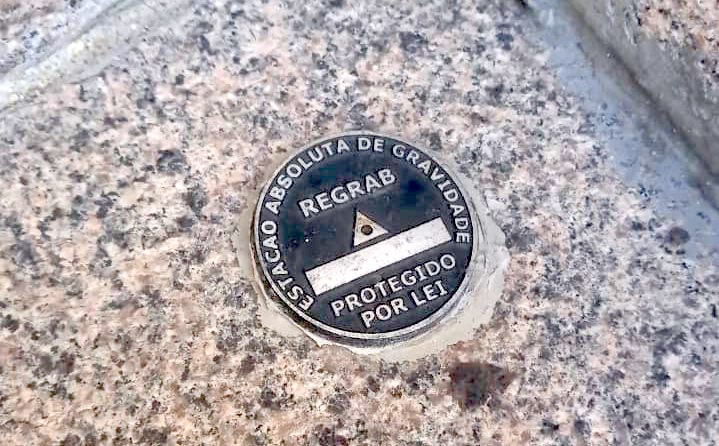 ESTACAO ABSOLUTA DE GRAVIDADE
REGRAB
PROTEGIDO
POR LEI